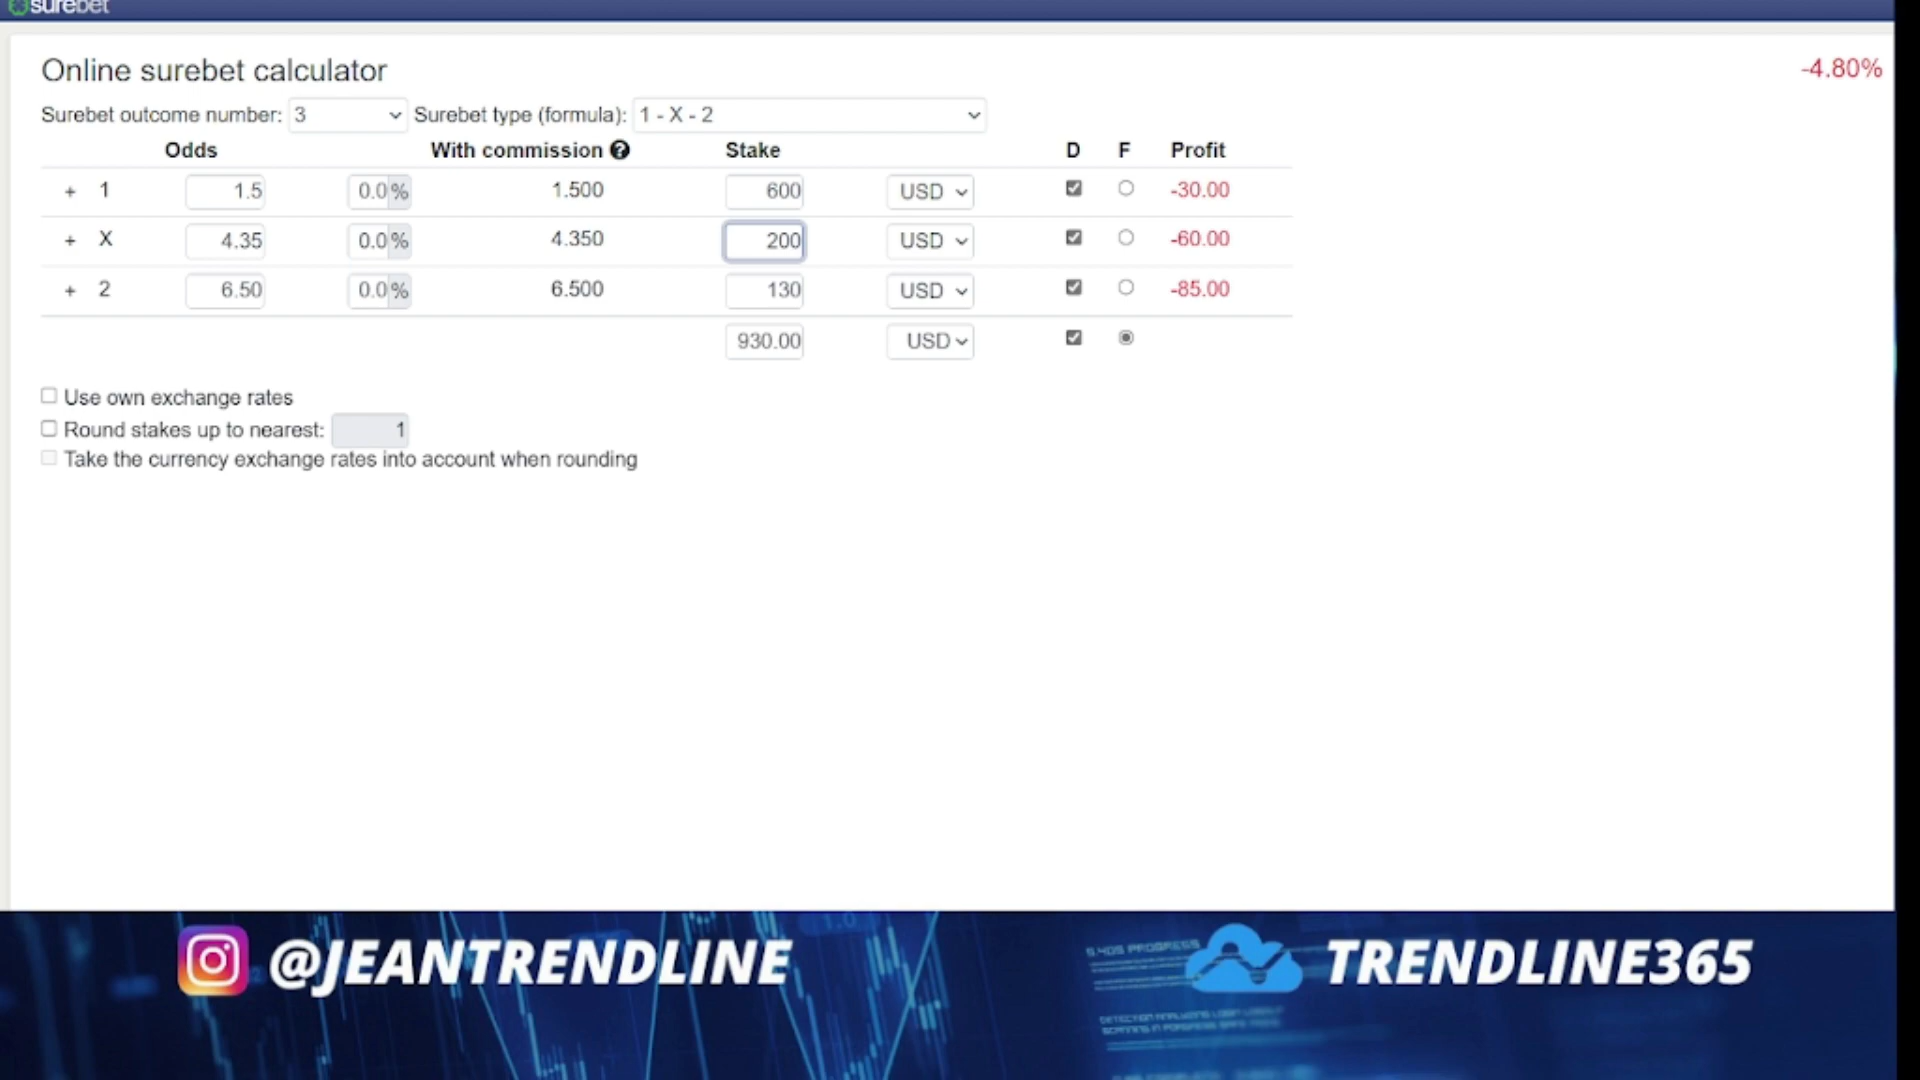 surebet
Online surebet calculator
-4.80%
Surebet outcome number: 3 Surebet type (formula): 1 - X - 2
Odds With commission ? Stake D F Profit
+ 1 1.5 0.0 % 1.500 600 USD -30.00
+ X 4.35 0.0 % 4.350 200 USD -60.00
+ 2 6.50 0.0 % 6.500 130 USD -85.00
930.00 USD
Use own exchange rates
Round stakes up to nearest: 1
Take the currency exchange rates into account when rounding
@JEANTRENDLINE
TRENDLINE365